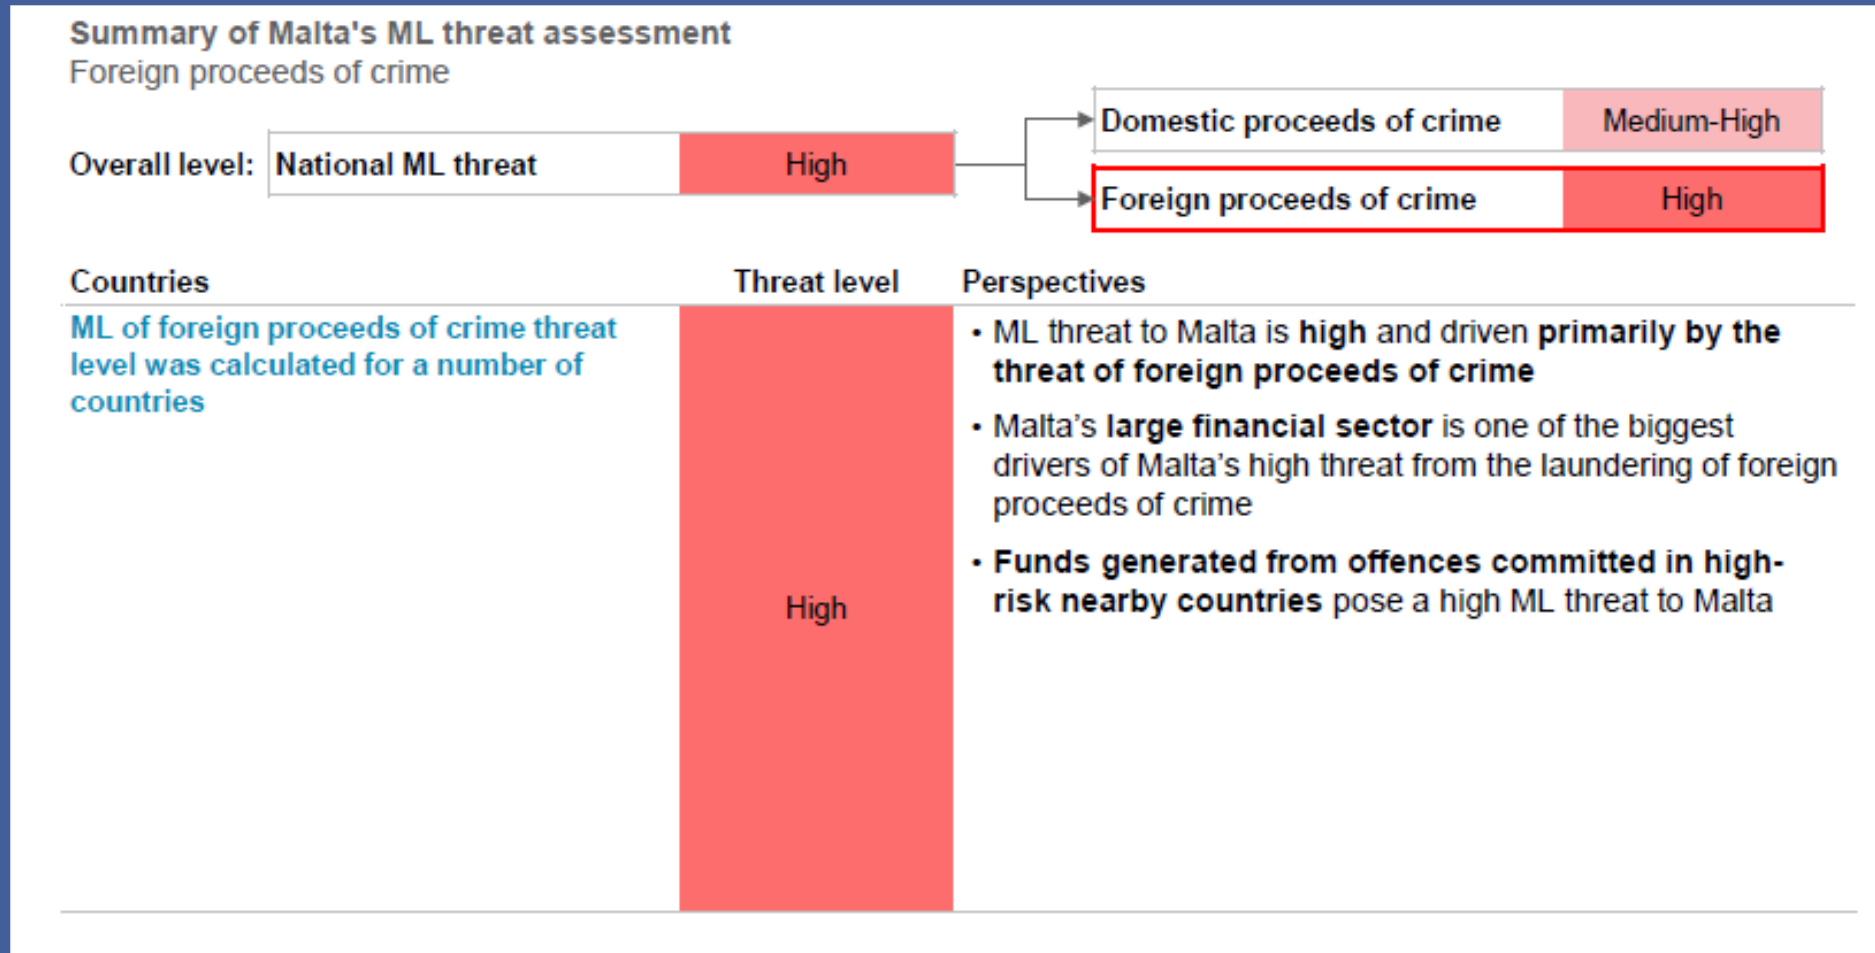 Summary of Malta's ML threat assessment
Foreign proceeds of crime
Overall level: National ML threat High
Domestic proceeds of crime Medium-High
Foreign proceeds of crime High
Countries Threat level Perspectives
ML of foreign proceeds of crime threat
level was calculated for a number of
countries
High
• ML threat to Malta is high and driven primarily by the
threat of foreign proceeds of crime
• Malta’s large financial sector is one of the biggest
drivers of Malta’s high threat from the laundering of foreign
proceeds of crime
• Funds generated from offences committed in high-
risk nearby countries pose a high ML threat to Malta